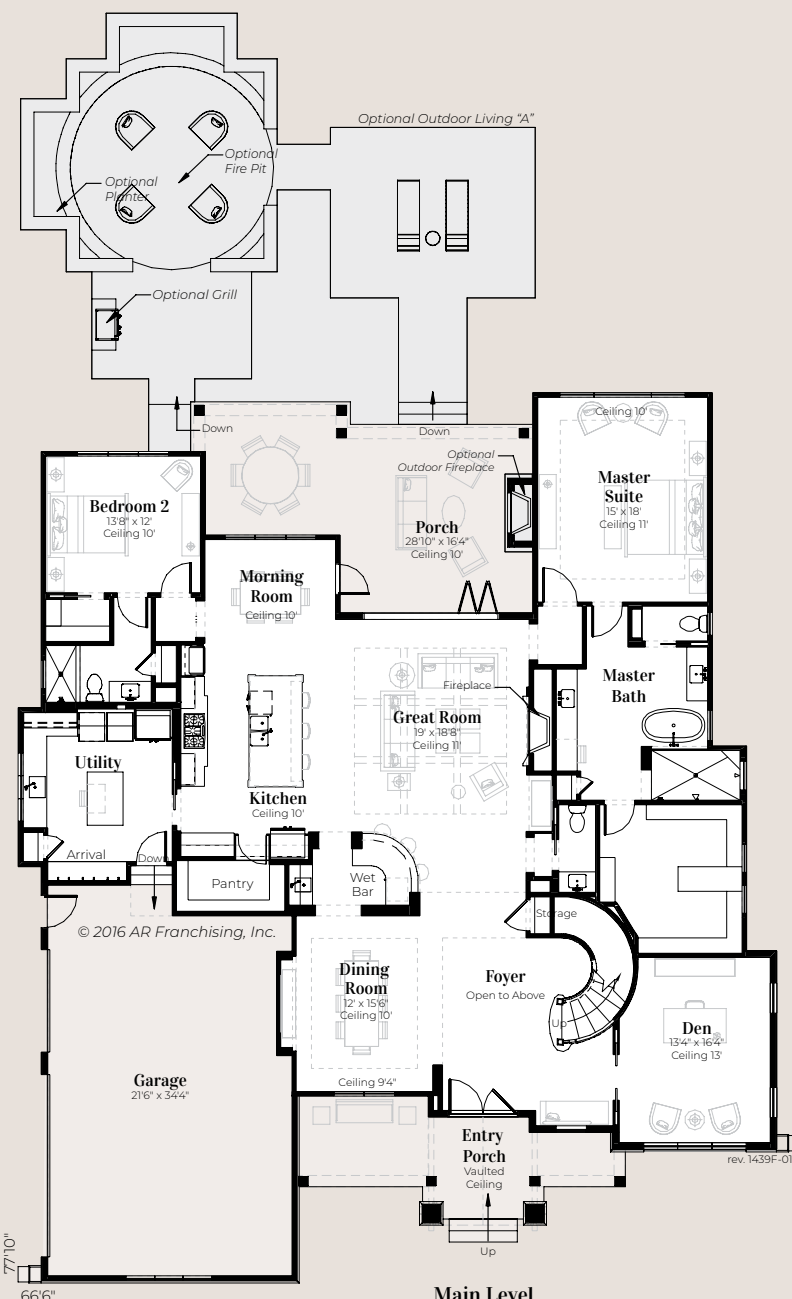 Optional Outdoor Living “A”
Optional
Fire Pit
Optional
Planter
Optional Grill
Down
Down
Ceiling 10'
Optional
Outdoor Fireplace
Master
Suite
15' x 18'
Ceiling 11'
Bedroom 2
13'8" x 12'
Ceiling 10'
Porch
28'10" x 16'4"
Ceiling 10'
Morning
Room
Ceiling 10'
Master
Bath
Fireplace
Great Room
19' x 18'8"
Ceiling 11'
Utility
Kitchen
Ceiling 10'
Arrival
Down
Pantry
Wet
Bar
Storage
© 2016 AR Franchising, Inc.
Dining
Room
12' x 15'6"
Ceiling 10'
Foyer
Open to Above
Up
Den
13'4" x 16'4"
Ceiling 13'
Garage
21'6" x 34'4"
Ceiling 9'4"
Entry
Porch
Vaulted
Ceiling
rev. 1439F-01
Up
77'10"
66'6"
Main Level